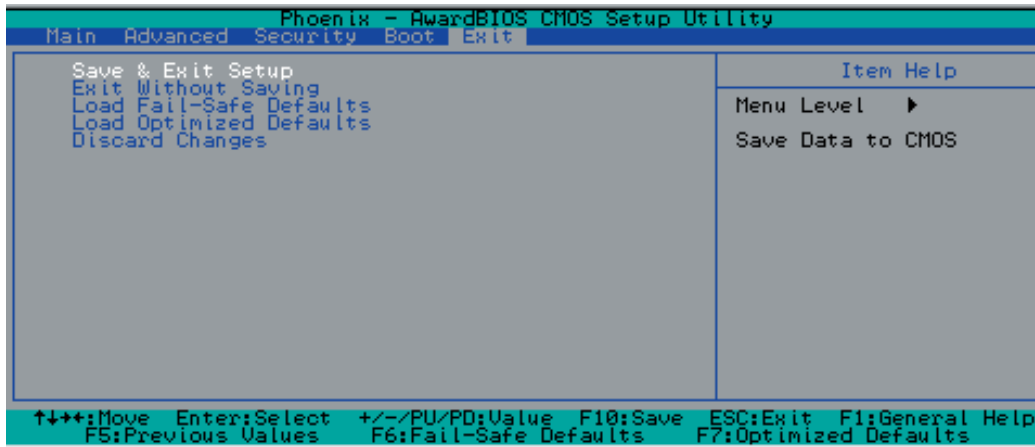 Phoenix - AwardBIOS CMOS Setup Utility
Main Advanced Security Boot Exit
Save & Exit Setup
Exit Without Saving
Load Fail-Safe Defaults
Load Optimized Defaults
Discard Changes
Item Help
Menu Level ▶
Save Data to CMOS
↑↓→←:Move Enter:Select +/-/PU/PD:Value F10:Save ESC:Exit F1:General Help
F5:Previous Values F6:Fail-Safe Defaults F7:Optimized Defaults